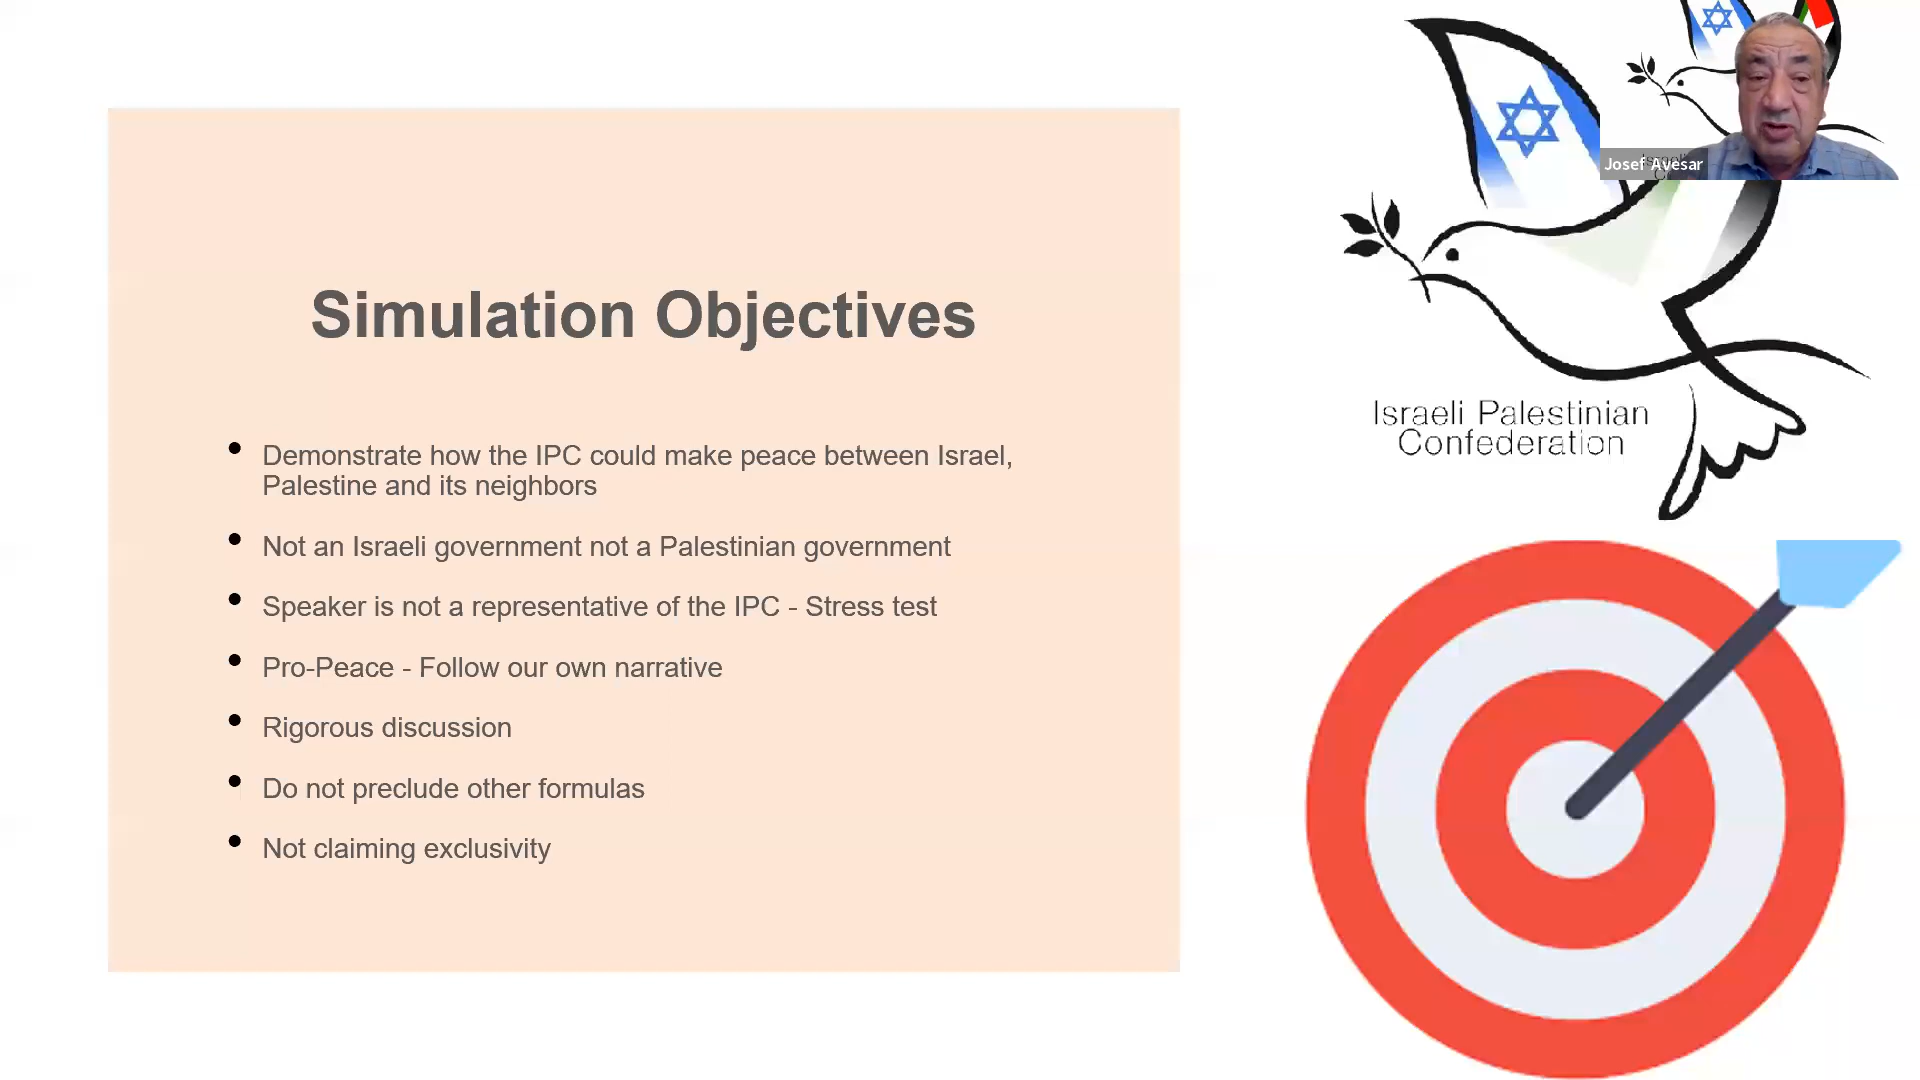 Simulation Objectives
• Demonstrate how the IPC could make peace between Israel,
Palestine and its neighbors
• Not an Israeli government not a Palestinian government
• Speaker is not a representative of the IPC - Stress test
• Pro-Peace - Follow our own narrative
• Rigorous discussion
• Do not preclude other formulas
• Not claiming exclusivity
Josef Avesar
Israeli Palestinian
Confederation